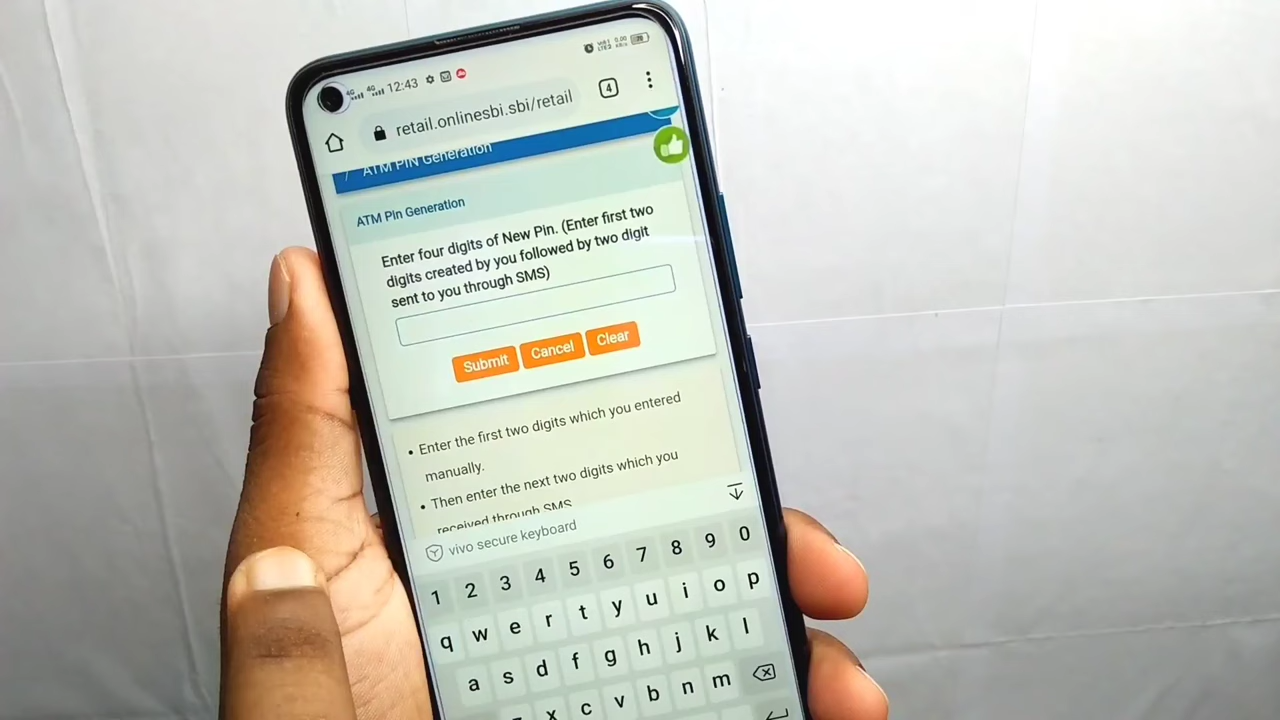 4G 4G 12:43
4
retail.onlinesbi.sbi/retail
/ ATM PIN Generation
ATM Pin Generation
Enter four digits of New Pin. (Enter first two
digits created by you followed by two digit
sent to you through SMS)
Submit Cancel Clear
• Enter the first two digits which you entered
manually.
• Then enter the next two digits which you
received through SMS
vivo secure keyboard
1 2 3 4 5 6 7 8 9 0
q w e r t y u i o p
a s d f g h j k l
x c v b n m